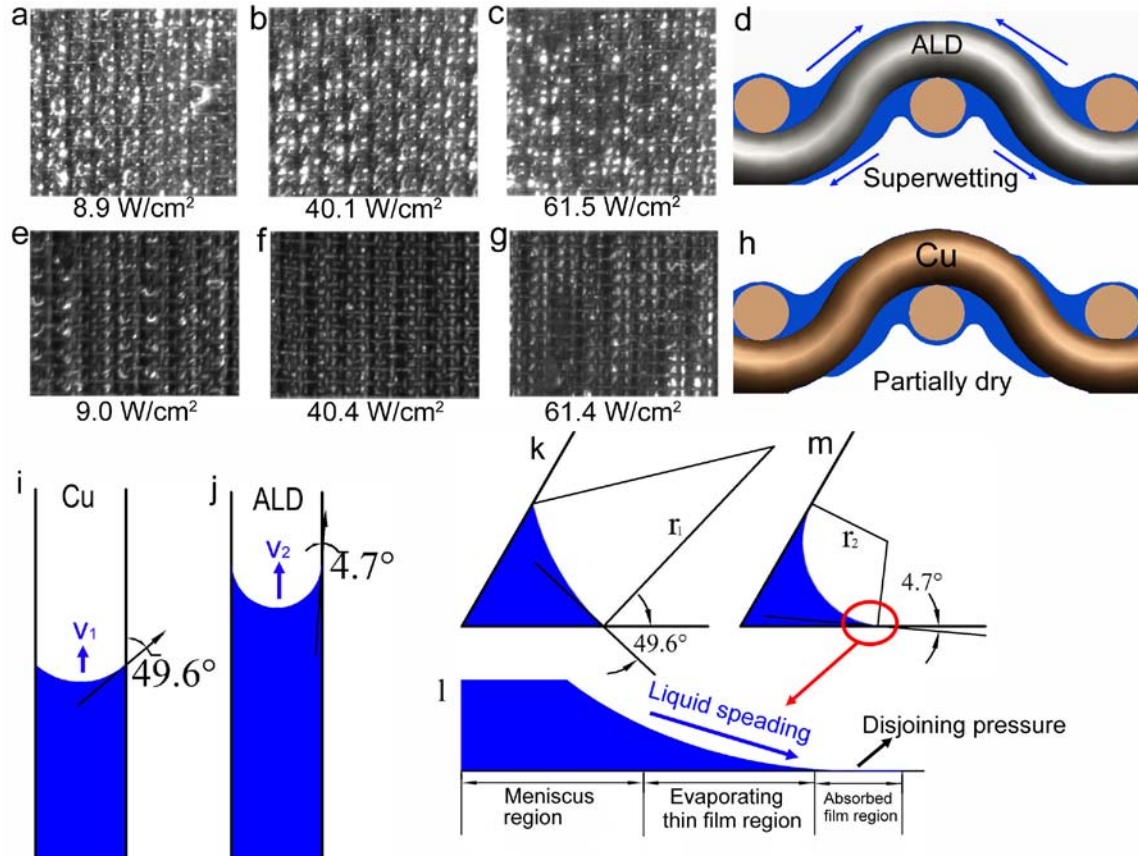 a
b
c
d
ALD
8.9 W/cm²
40.1 W/cm²
61.5 W/cm²
Superwetting
e
f
g
h
Cu
9.0 W/cm²
40.4 W/cm²
61.4 W/cm²
Partially dry
i
Cu
j
ALD
k
m
v₁
v₂
49.6°
4.7°
r₁
r₂
4.7°
49.6°
l
Liquid speading
Disjoining pressure
Meniscus
region
Evaporating
thin film region
Absorbed
film region